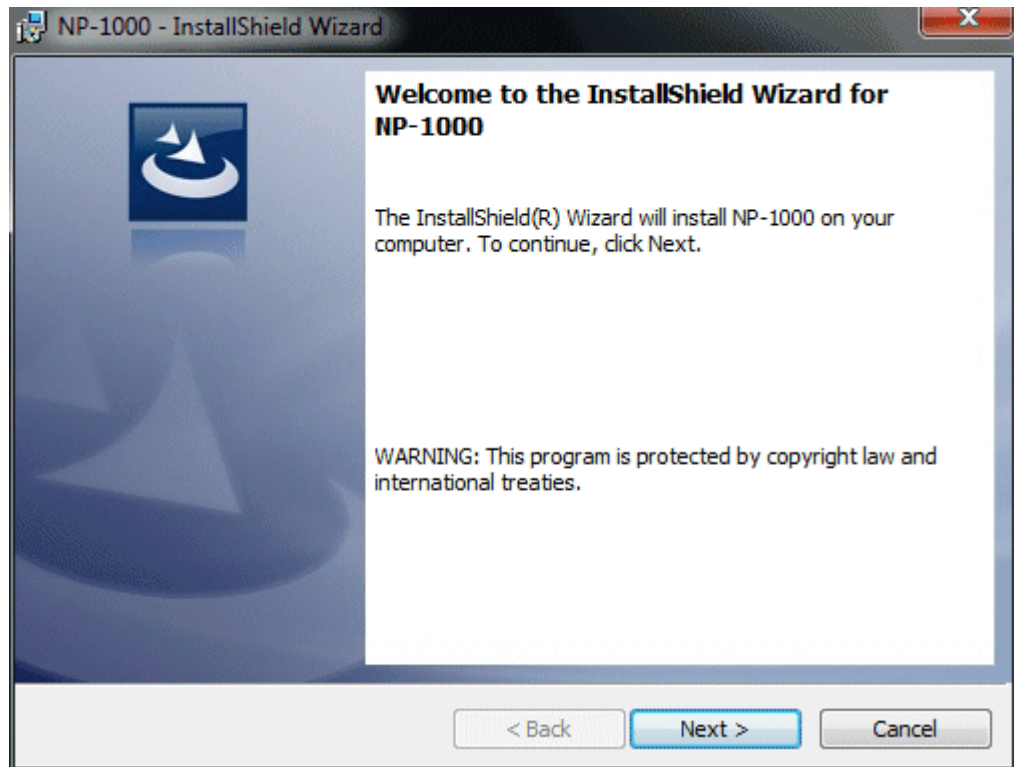 NP-1000 - InstallShield Wizard
Welcome to the InstallShield Wizard for
NP-1000
The InstallShield(R) Wizard will install NP-1000 on your
computer. To continue, click Next.
WARNING: This program is protected by copyright law and
international treaties.
< Back Next > Cancel